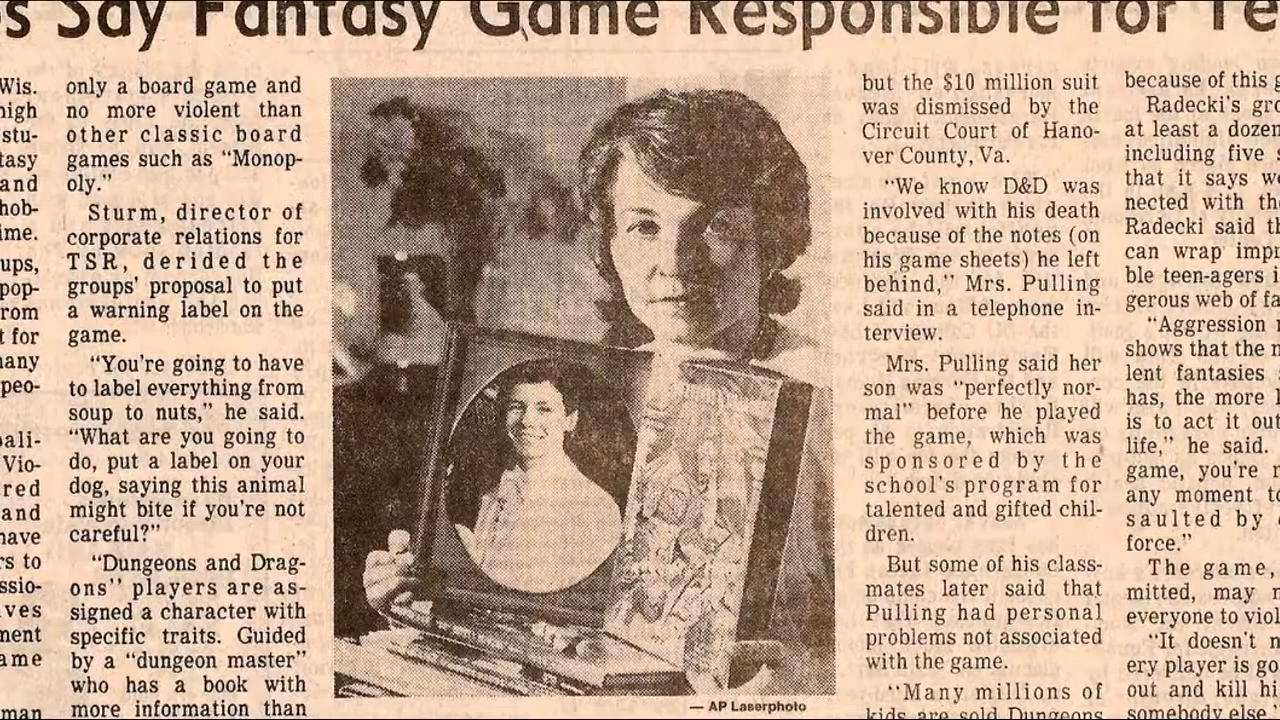 s Say Fantasy Game Responsible for Te
Wis.
high
stu-
tasy
and
hob-
ime.
ups,
pop-
rom
t for
many
peo-
pali-
Vio-
red
and
have
rs to
ssio-
ives
ment
ame
man
only a board game and
no more violent than
other classic board
games such as “Monop-
oly.”
Sturm, director of
corporate relations for
TSR, derided the
groups' proposal to put
a warning label on the
game.
“You're going to have
to label everything from
soup to nuts,” he said.
“What are you going to
do, put a label on your
dog, saying this animal
might bite if you're not
careful?”
“Dungeons and Drag-
ons” players are as-
signed a character with
specific traits. Guided
by a “dungeon master”
who has a book with
more information than
— AP Laserphoto
but the $10 million suit
was dismissed by the
Circuit Court of Hano-
ver County, Va.
“We know D&D was
involved with his death
because of the notes (on
his game sheets) he left
behind,” Mrs. Pulling
said in a telephone in-
terview.
Mrs. Pulling said her
son was “perfectly nor-
mal” before he played
the game, which was
sponsored by the
school's program for
talented and gifted chil-
dren.
But some of his class-
mates later said that
Pulling had personal
problems not associated
with the game.
“Many millions of
kids are sold Dungeons
because of this g
Radecki's gro
at least a dozen
including five s
that it says we
nected with the
Radecki said th
can wrap impr
ble teen-agers i
gerous web of fa
“Aggression r
shows that the m
lent fantasies s
has, the more l
is to act it out
life,” he said.
game, you're n
any moment to
saulted by
force.”
The game,
mitted, may n
everyone to viol
“It doesn't m
ery player is go
out and kill hi
somebody else